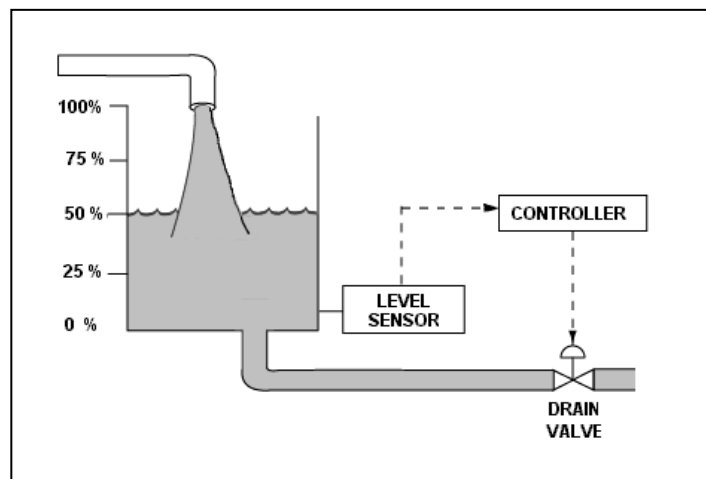 100%
75 %
50 %
25 %
0 %
CONTROLLER
LEVEL
SENSOR
DRAIN
VALVE